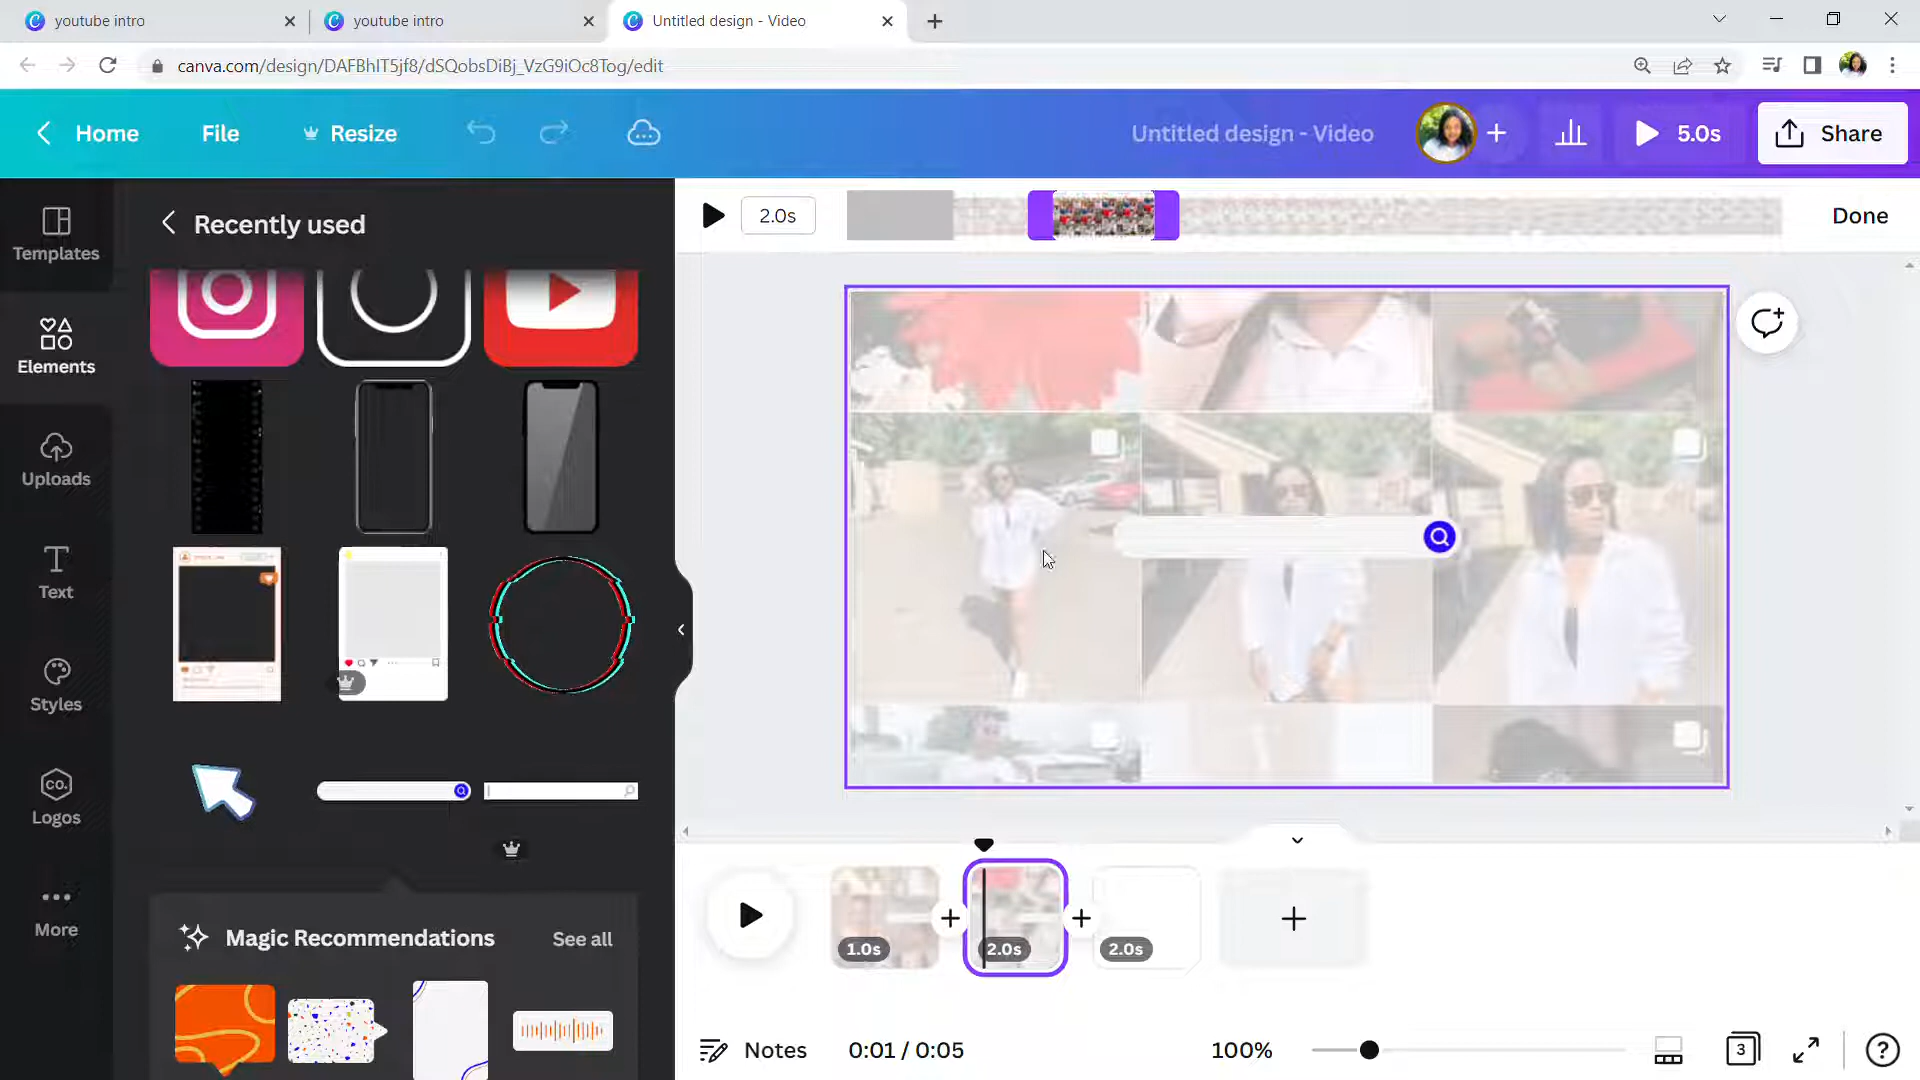 youtube intro
youtube intro
Untitled design - Video
canva.com/design/DAFBhIT5jf8/dSQobsDiBj_VzG9iOc8Tog/edit
Home
File
Resize
Untitled design - Video
5.0s
Share
Templates
Elements
Uploads
Text
Styles
CO.
Logos
More
Recently used
Magic Recommendations
See all
2.0s
Done
1.0s
2.0s
2.0s
Notes
0:01 / 0:05
100%
3
?